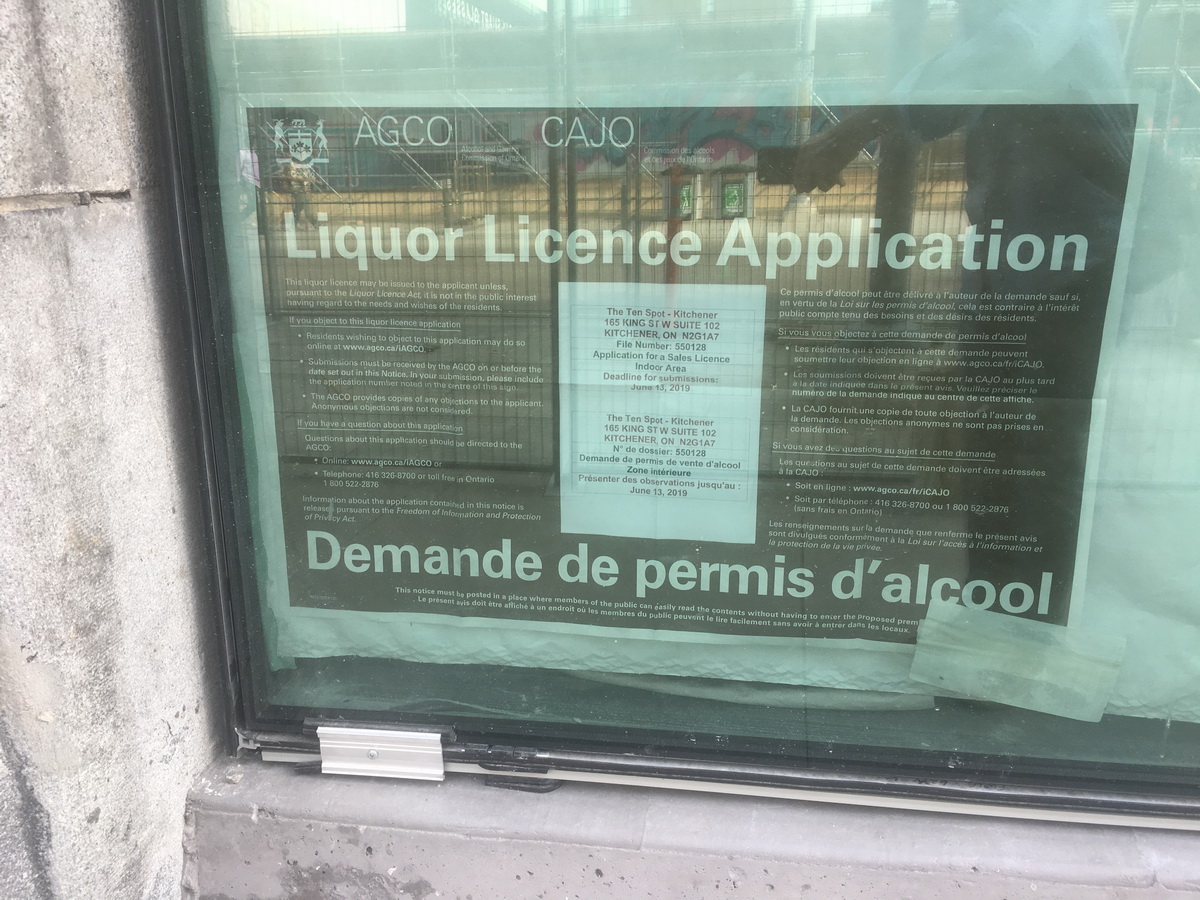 AGCO
Alcohol and Gaming
Commission of Ontario
CAJO
Commission des alcools
et des jeux de l'Ontario
Liquor Licence Application
This liquor licence may be issued to the applicant unless,
pursuant to the Liquor Licence Act, it is not in the public interest
having regard to the needs and wishes of the residents.
If you object to this liquor licence application
• Residents wishing to object to this application may do so
online at www.agco.ca/iAGCO.
• Submissions must be received by the AGCO on or before the
date set out in this Notice. In your submission, please include
the application number noted in the centre of this sign.
• The AGCO provides copies of any objections to the applicant.
Anonymous objections are not considered.
If you have a question about this application
Questions about this application should be directed to the
AGCO:
• Online: www.agco.ca/iAGCO or
• Telephone: 416 326-8700 or toll free in Ontario
1 800 522-2876
Information about the application contained in this notice is
released pursuant to the Freedom of Information and Protection
of Privacy Act.
The Ten Spot - Kitchener
165 KING ST W SUITE 102
KITCHENER, ON N2G1A7
File Number: 550128
Application for a Sales Licence
Indoor Area
Deadline for submissions:
June 13, 2019
The Ten Spot - Kitchener
165 KING ST W SUITE 102
KITCHENER, ON N2G1A7
N° de dossier: 550128
Demande de permis de vente d'alcool
Zone intérieure
Présenter des observations jusqu'au :
June 13, 2019
Ce permis d'alcool peut être délivré à l'auteur de la demande sauf si,
en vertu de la Loi sur les permis d'alcool, cela est contraire à l'intérêt
public compte tenu des besoins et des désirs des résidents.
Si vous vous objectez à cette demande de permis d'alcool
• Les résidents qui s'objectent à cette demande peuvent
soumettre leur objection en ligne à www.agco.ca/fr/iCAJO.
• Les soumissions doivent être reçues par la CAJO au plus tard
à la date indiquée dans le présent avis. Veuillez préciser le
numéro de la demande indiqué au centre de cette affiche.
• La CAJO fournit une copie de toute objection à l'auteur de
la demande. Les objections anonymes ne sont pas prises en
considération.
Si vous avez des questions au sujet de cette demande
Les questions au sujet de cette demande doivent être adressées
à la CAJO :
• Soit en ligne : www.agco.ca/fr/iCAJO
• Soit par téléphone : 416 326-8700 ou 1 800 522-2876
(sans frais en Ontario)
Les renseignements sur la demande que renferme le présent avis
sont divulgués conformément à la Loi sur l'accès à l'information et
la protection de la vie privée.
Demande de permis d'alcool
This notice must be posted in a place where members of the public can easily read the contents without having to enter the proposed prem
Le présent avis doit être affiché à un endroit où les membres du public peuvent le lire facilement sans avoir à entrer dans les locaux.